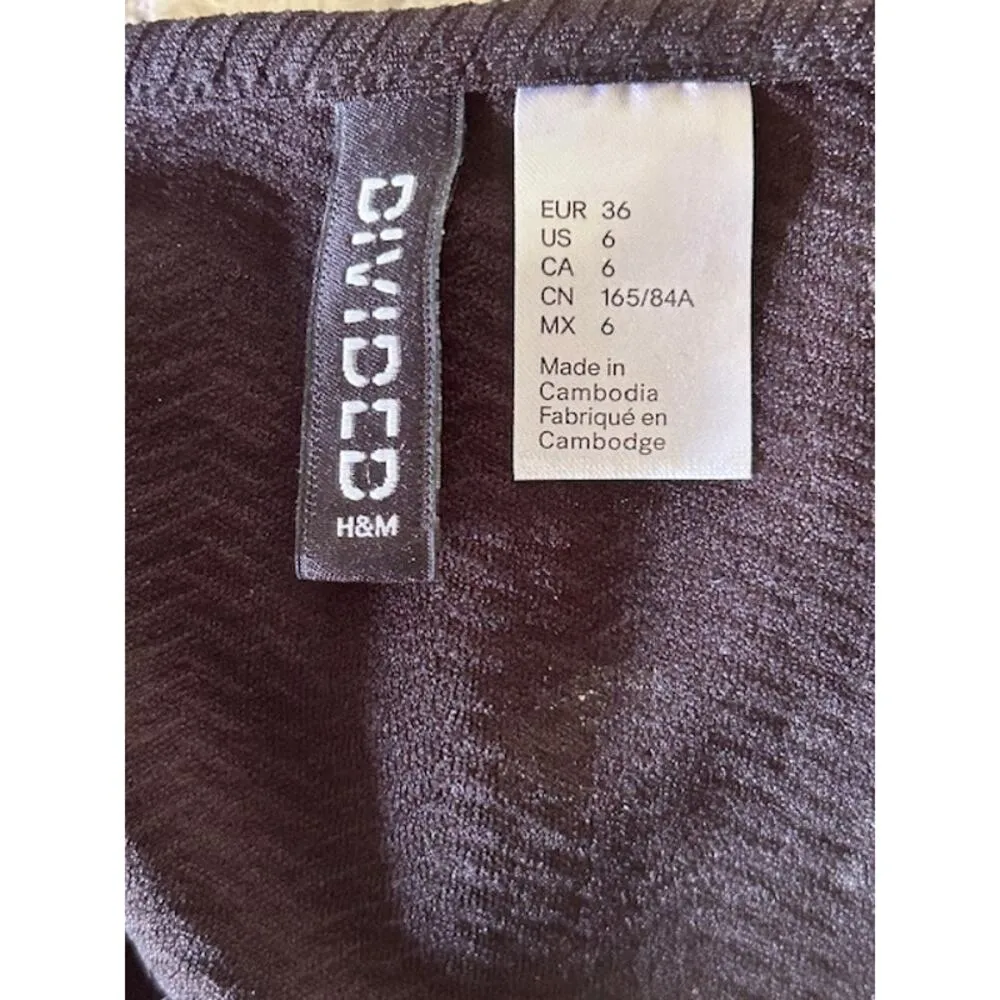 DIVIDED
H&M
EUR 36
US 6
CA 6
CN 165/84A
MX 6
Made in
Cambodia
Fabriqué en
Cambodge